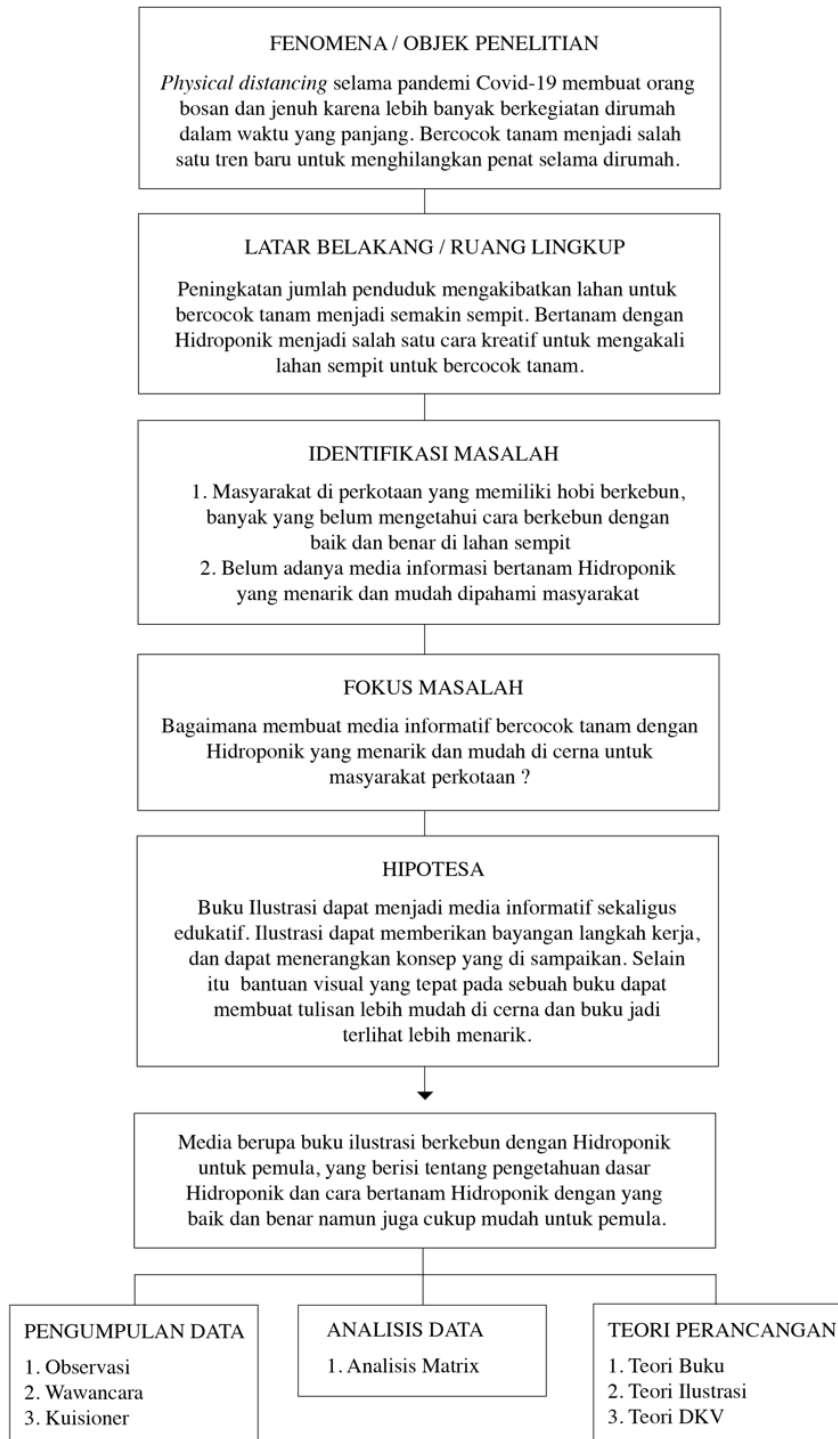 FENOMENA / OBJEK PENELITIAN
Physical distancing selama pandemi Covid-19 membuat orang
bosan dan jenuh karena lebih banyak berkegiatan dirumah
dalam waktu yang panjang. Bercocok tanam menjadi salah
satu tren baru untuk menghilangkan penat selama dirumah.
LATAR BELAKANG / RUANG LINGKUP
Peningkatan jumlah penduduk mengakibatkan lahan untuk
bercocok tanam menjadi semakin sempit. Bertanam dengan
Hidroponik menjadi salah satu cara kreatif untuk mengakali
lahan sempit untuk bercocok tanam.
IDENTIFIKASI MASALAH
1. Masyarakat di perkotaan yang memiliki hobi berkebun,
banyak yang belum mengetahui cara berkebun dengan
baik dan benar di lahan sempit
2. Belum adanya media informasi bertanam Hidroponik
yang menarik dan mudah dipahami masyarakat
FOKUS MASALAH
Bagaimana membuat media informatif bercocok tanam dengan
Hidroponik yang menarik dan mudah di cerna untuk
masyarakat perkotaan ?
HIPOTESA
Buku Ilustrasi dapat menjadi media informatif sekaligus
edukatif. Ilustrasi dapat memberikan bayangan langkah kerja,
dan dapat menerangkan konsep yang di sampaikan. Selain
itu bantuan visual yang tepat pada sebuah buku dapat
membuat tulisan lebih mudah di cerna dan buku jadi
terlihat lebih menarik.
Media berupa buku ilustrasi berkebun dengan Hidroponik
untuk pemula, yang berisi tentang pengetahuan dasar
Hidroponik dan cara bertanam Hidroponik dengan yang
baik dan benar namun juga cukup mudah untuk pemula.
PENGUMPULAN DATA
1. Observasi
2. Wawancara
3. Kuisioner
ANALISIS DATA
1. Analisis Matrix
TEORI PERANCANGAN
1. Teori Buku
2. Teori Ilustrasi
3. Teori DKV